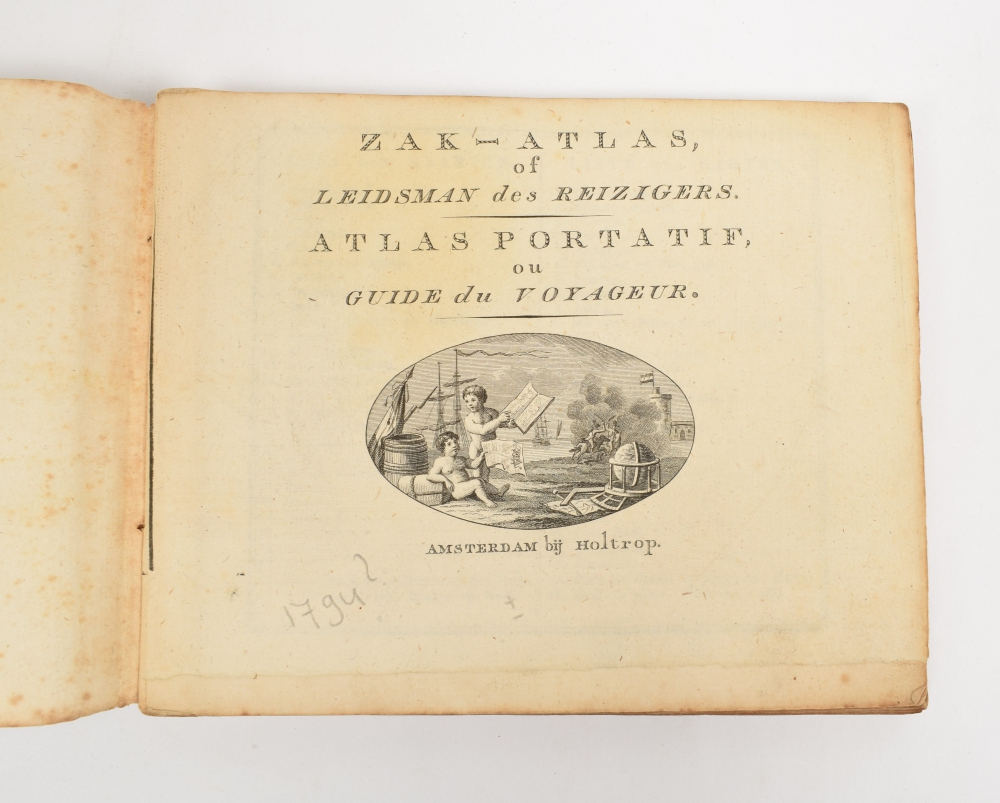 ZAK-ATLAS,
of
LEIDSMAN des REIZIGERS.
ATLAS PORTATIF,
ou
GUIDE du VOYAGEUR.
AMSTERDAM bij Holtrop.
1794?
±